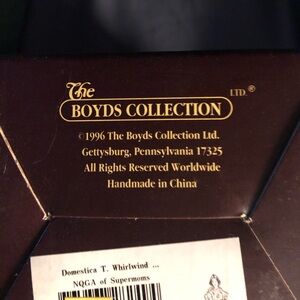 The
LTD ®
BOYDS COLLECTION
©1996 The Boyds Collection Ltd.
Gettysburg, Pennsylvania 17325
All Rights Reserved Worldwide
Handmade in China
Domestica T. Whirlwind ...
NQGA of Supermoms